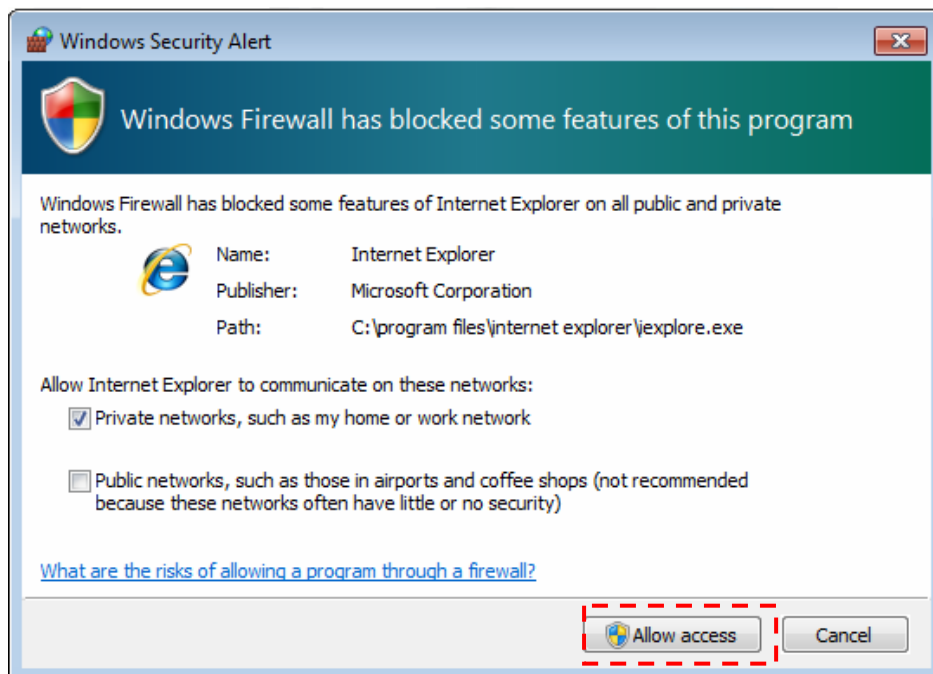 Windows Security Alert
Windows Firewall has blocked some features of this program
Windows Firewall has blocked some features of Internet Explorer on all public and private
networks.
Name: Internet Explorer
Publisher: Microsoft Corporation
Path: C:\program files\internet explorer\iexplore.exe
Allow Internet Explorer to communicate on these networks:
Private networks, such as my home or work network
Public networks, such as those in airports and coffee shops (not recommended
because these networks often have little or no security)
What are the risks of allowing a program through a firewall?
Allow access Cancel